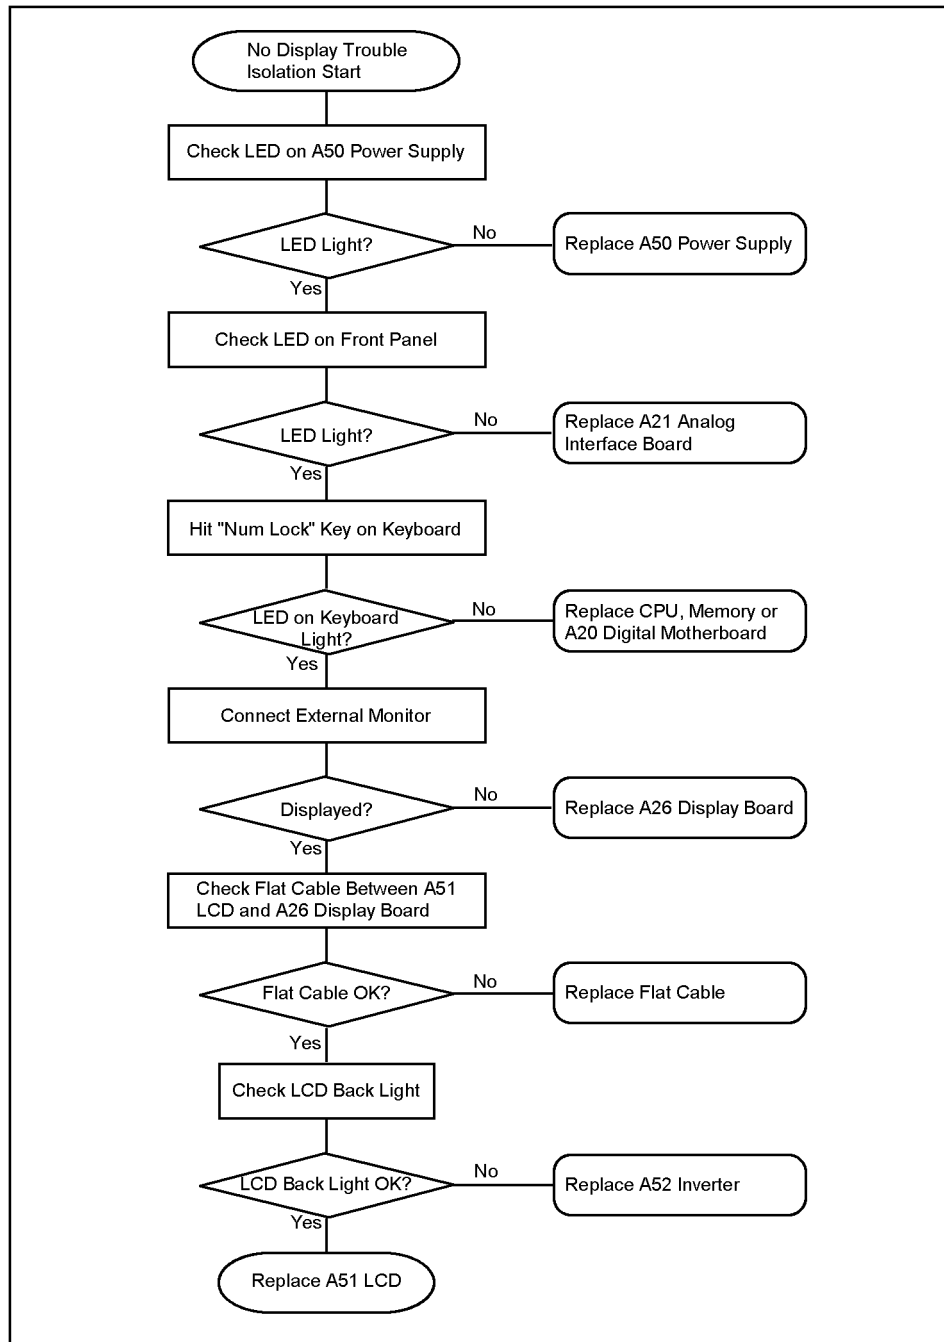 No Display Trouble
Isolation Start
Check LED on A50 Power Supply
LED Light?
No
Replace A50 Power Supply
Yes
Check LED on Front Panel
LED Light?
No
Replace A21 Analog
Interface Board
Yes
Hit "Num Lock" Key on Keyboard
LED on Keyboard
Light?
No
Replace CPU, Memory or
A20 Digital Motherboard
Yes
Connect External Monitor
Displayed?
No
Replace A26 Display Board
Yes
Check Flat Cable Between A51
LCD and A26 Display Board
Flat Cable OK?
No
Replace Flat Cable
Yes
Check LCD Back Light
LCD Back Light OK?
No
Replace A52 Inverter
Yes
Replace A51 LCD